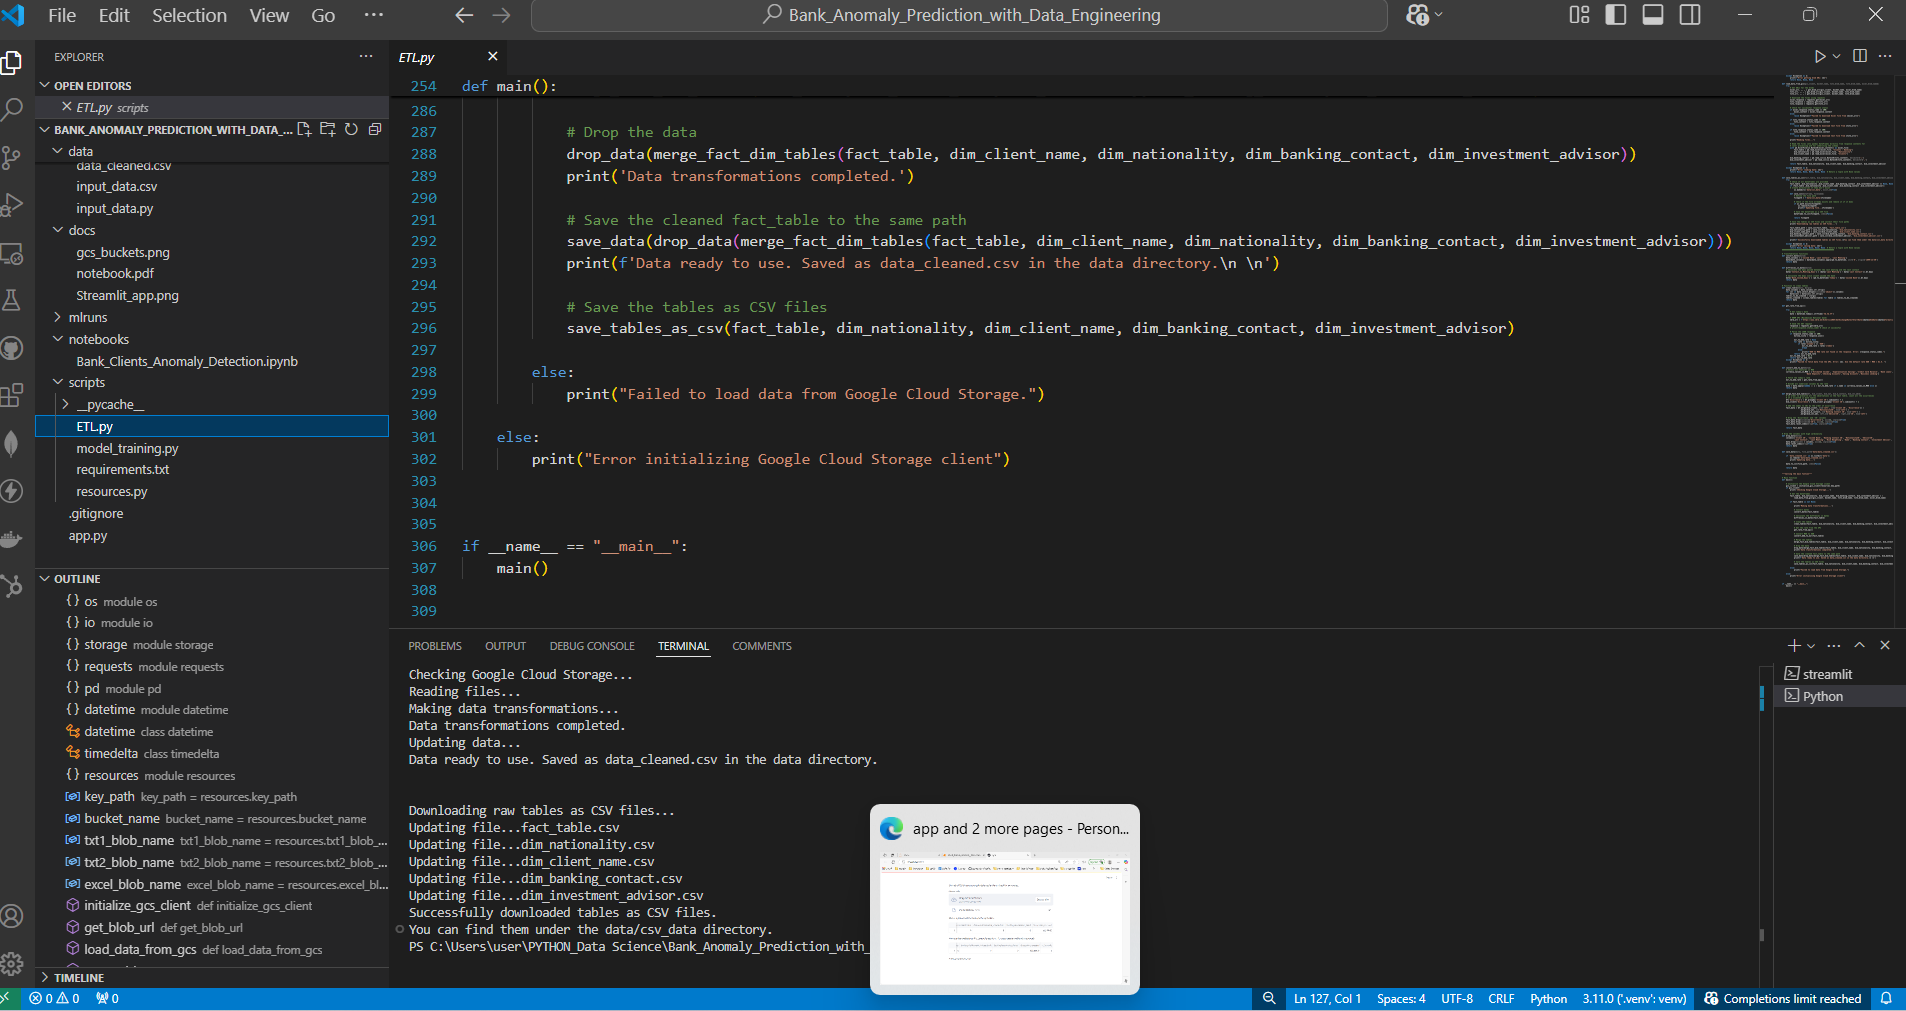 File Edit Selection View Go ···
Bank_Anomaly_Prediction_with_Data_Engineering
EXPLORER
OPEN EDITORS
ETL.py scripts
BANK_ANOMALY_PREDICTION_WITH_DATA_...
data
data_cleaned.csv
input_data.csv
input_data.py
docs
gcs_buckets.png
notebook.pdf
Streamlit_app.png
mlruns
notebooks
Bank_Clients_Anomaly_Detection.ipynb
scripts
__pycache__
ETL.py
model_training.py
requirements.txt
resources.py
.gitignore
app.py
OUTLINE
{} os module os
{} io module io
{} storage module storage
{} requests module requests
{} pd module pd
{} datetime module datetime
datetime class datetime
timedelta class timedelta
{} resources module resources
key_path key_path = resources.key_path
bucket_name bucket_name = resources.bucket_name
txt1_blob_name txt1_blob_name = resources.txt1_blob_...
txt2_blob_name txt2_blob_name = resources.txt2_blob_...
excel_blob_name excel_blob_name = resources.excel_bl...
initialize_gcs_client def initialize_gcs_client
get_blob_url def get_blob_url
load_data_from_gcs def load_data_from_gcs
TIMELINE
ETL.py
254 def main():
286
287 # Drop the data
288 drop_data(merge_fact_dim_tables(fact_table, dim_client_name, dim_nationality, dim_banking_contact, dim_investment_advisor))
289 print('Data transformations completed.')
290
291 # Save the cleaned fact_table to the same path
292 save_data(drop_data(merge_fact_dim_tables(fact_table, dim_client_name, dim_nationality, dim_banking_contact, dim_investment_advisor)))
293 print(f'Data ready to use. Saved as data_cleaned.csv in the data directory.\n \n')
294
295 # Save the tables as CSV files
296 save_tables_as_csv(fact_table, dim_nationality, dim_client_name, dim_banking_contact, dim_investment_advisor)
297
298 else:
299 print("Failed to load data from Google Cloud Storage.")
300
301 else:
302 print("Error initializing Google Cloud Storage client")
303
304
305
306 if __name__ == "__main__":
307 main()
308
309
PROBLEMS OUTPUT DEBUG CONSOLE TERMINAL COMMENTS
Checking Google Cloud Storage...
Reading files...
Making data transformations...
Data transformations completed.
Updating data...
Data ready to use. Saved as data_cleaned.csv in the data directory.
Downloading raw tables as CSV files...
Updating file...fact_table.csv
Updating file...dim_nationality.csv
Updating file...dim_client_name.csv
Updating file...dim_banking_contact.csv
Updating file...dim_investment_advisor.csv
Successfully downloaded tables as CSV files.
You can find them under the data/csv_data directory.
PS C:\Users\user\PYTHON_Data Science\Bank_Anomaly_Prediction_with_
streamlit
Python
app and 2 more pages - Person...
0 0 0
Ln 127, Col 1 Spaces: 4 UTF-8 CRLF Python 3.11.0 ('.venv': venv) Completions limit reached